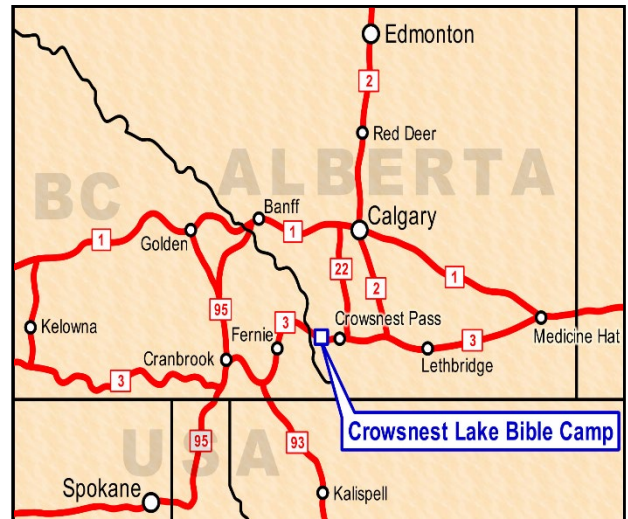 Edmonton
2
Red Deer
ALBERTA
BC
Banff
Calgary
1
Golden
1
22
2
1
95
Kelowna
Fernie
3
Crowsnest Pass
Medicine Hat
Cranbrook
3
Lethbridge
3
Crowsnest Lake Bible Camp
USA
95
93
Spokane
Kalispell